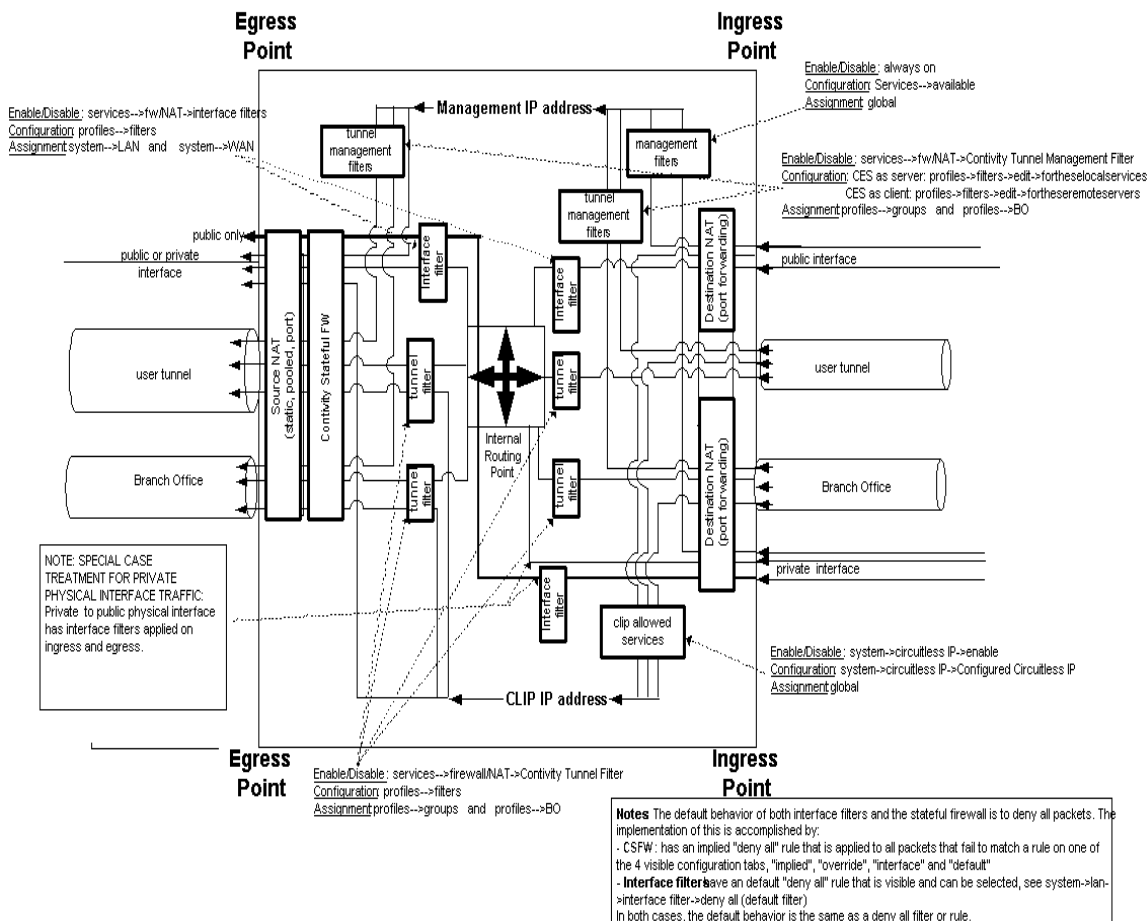 Egress
Point
Ingress
Point
Enable/Disable: always on
Configuration: Services-->available
Assignment: global
Enable/Disable: services-->fw/NAT->interface filters
Configuration: profiles-->filters
Assignment system-->LAN and system-->WAN
Management IP address
tunnel
management
filters
management
filters
Enable/Disable: services-->fw/NAT->Contivity Tunnel Management Filter
Configuration: CES as server: profiles->filters->edit->fortheselocalservices
CES as client: profiles->filters->edit->fortheseremoteservers
Assignment profiles->groups and profiles->BO
tunnel
management
filters
public only
public or private
interface
Interface
filter
Interface
filter
Destination NAT
(port forwarding)
public interface
Source NAT
(static, pooled, port)
Contivity Stateful FW
user tunnel
tunnel
filter
tunnel
filter
user tunnel
Internal
Routing
Point
Branch Office
tunnel
filter
tunnel
filter
Destination NAT
(port forwarding)
Branch Office
NOTE: SPECIAL CASE
TREATMENT FOR PRIVATE
PHYSICAL INTERFACE TRAFFIC:
Private to public physical interface
has interface filters applied on
ingress and egress.
private interface
Interface
filter
clip allowed
services
Enable/Disable: system->circuitless IP->enable
Configuration: system->circuitless IP->Configured Circuitless IP
Assignment global
CLIP IP address
Egress
Point
Ingress
Point
Enable/Disable: services-->firewall/NAT->Contivity Tunnel Filter
Configuration: profiles-->filters
Assignment profiles->groups and profiles->BO
Notes: The default behavior of both interface filters and the stateful firewall is to deny all packets. The
implementation of this is accomplished by:
- CSFW: has an implied "deny all" rule that is applied to all packets that fail to match a rule on one of
the 4 visible configuration tabs, "implied", "override", "interface" and "default"
- Interface filters have an default "deny all" rule that is visible and can be selected, see system->lan-
>interface filter->deny all (default filter)
In both cases, the default behavior is the same as a deny all filter or rule.